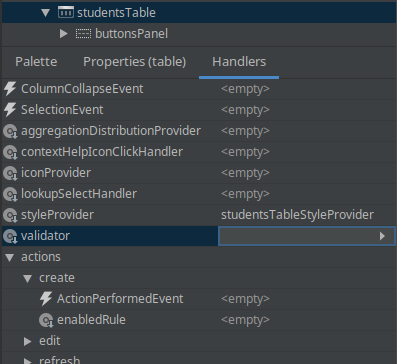 studentsTable
buttonsPanel
Palette Properties (table) Handlers
ColumnCollapseEvent <empty>
SelectionEvent <empty>
aggregationDistributionProvider <empty>
contextHelpIconClickHandler <empty>
iconProvider <empty>
lookupSelectHandler <empty>
styleProvider studentsTableStyleProvider
validator
actions
create
ActionPerformedEvent <empty>
enabledRule <empty>
edit
refresh